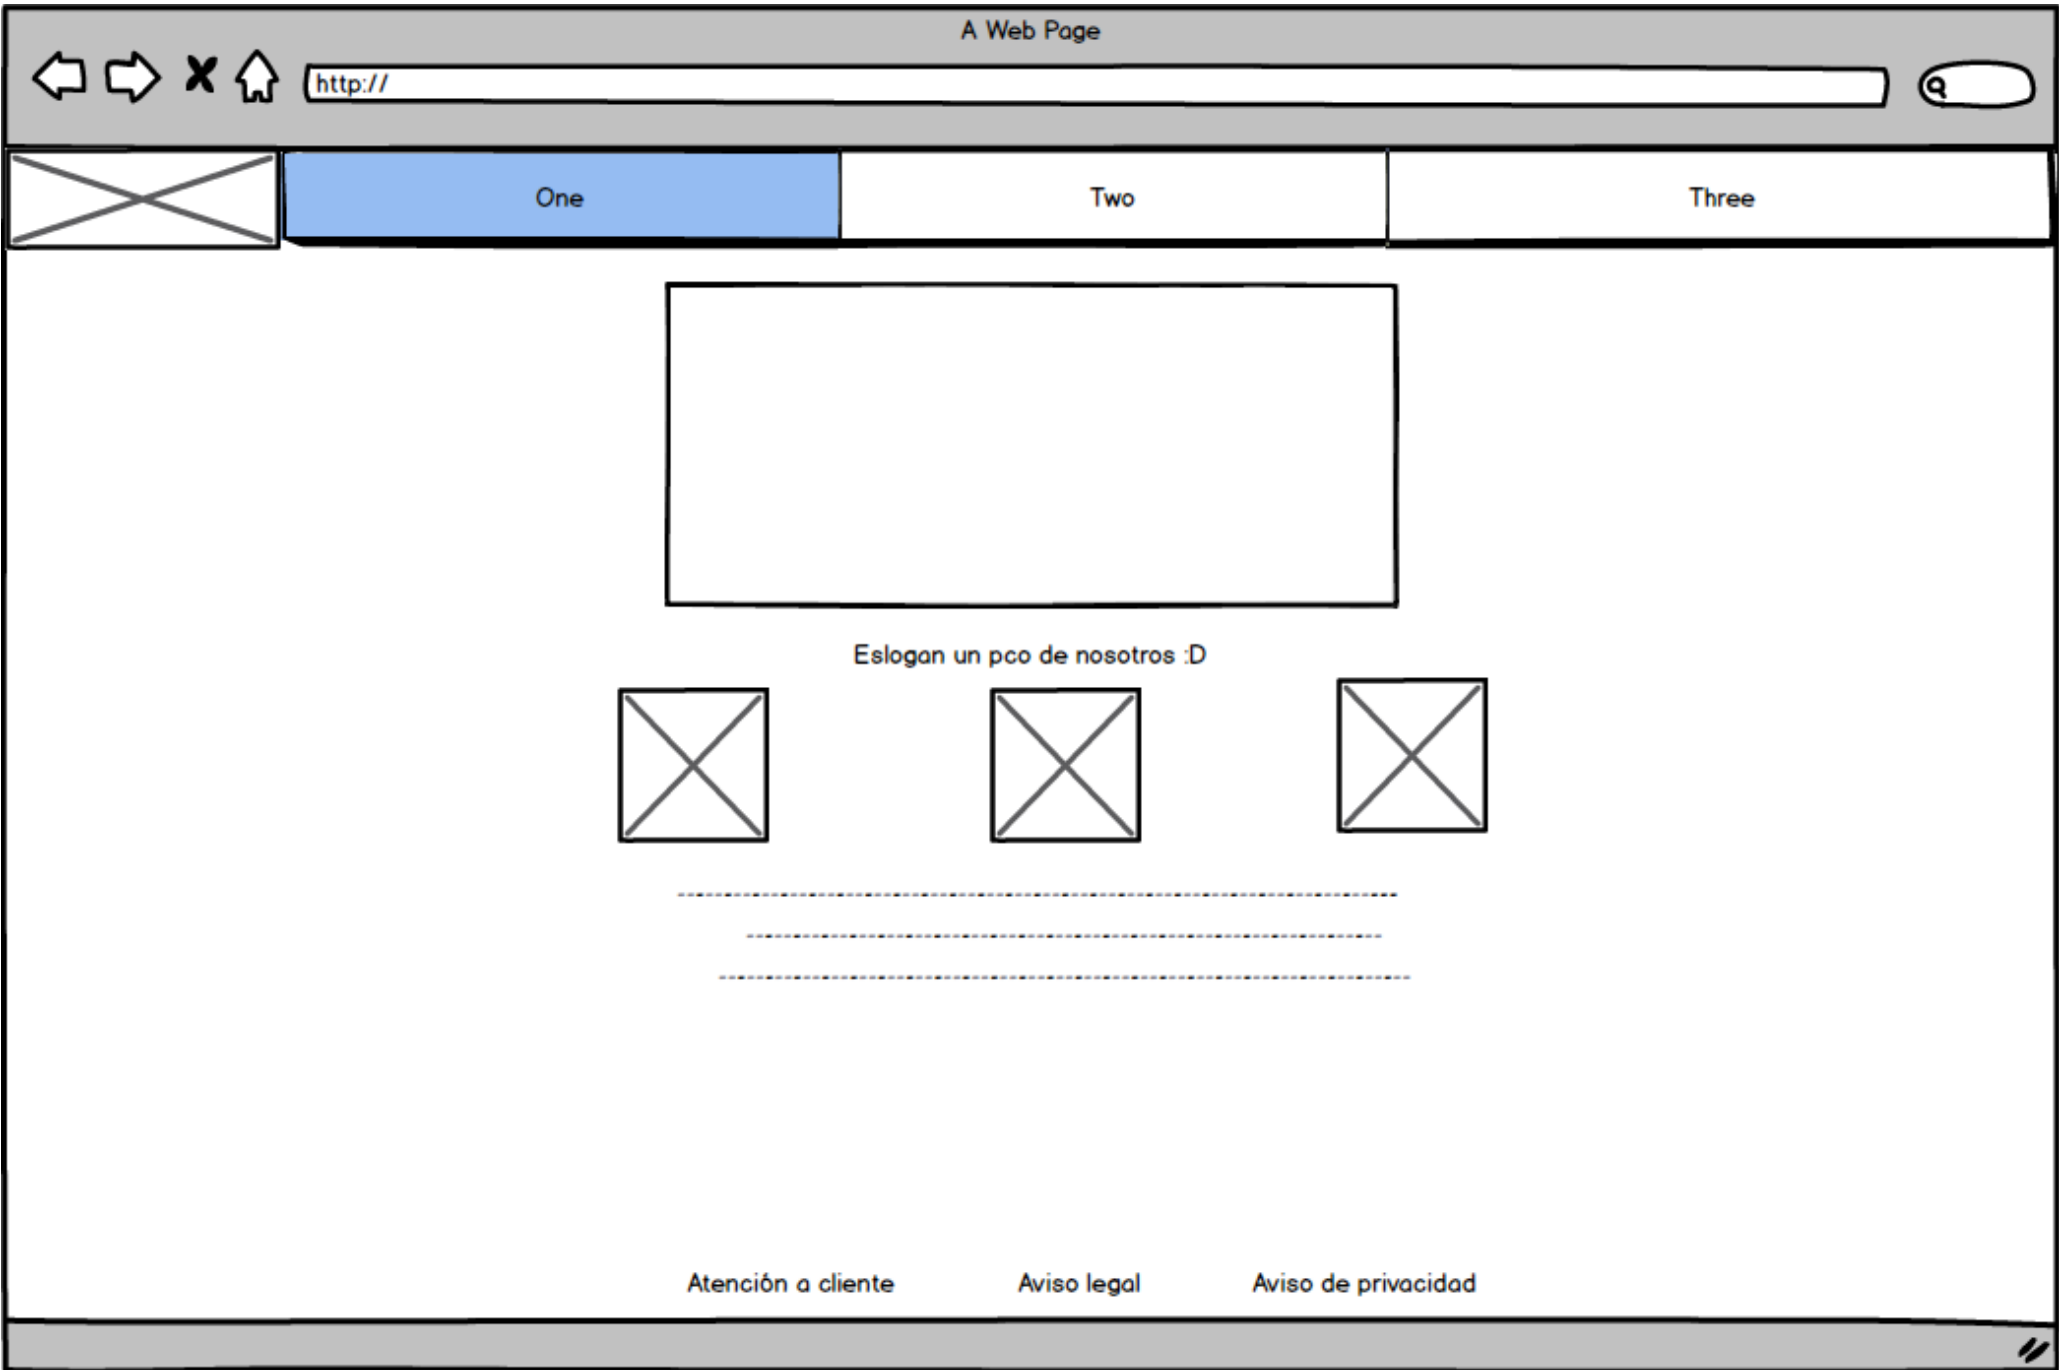 A Web Page
http://
One Two Three
Eslogan un pco de nosotros :D
Atención a cliente Aviso legal Aviso de privacidad